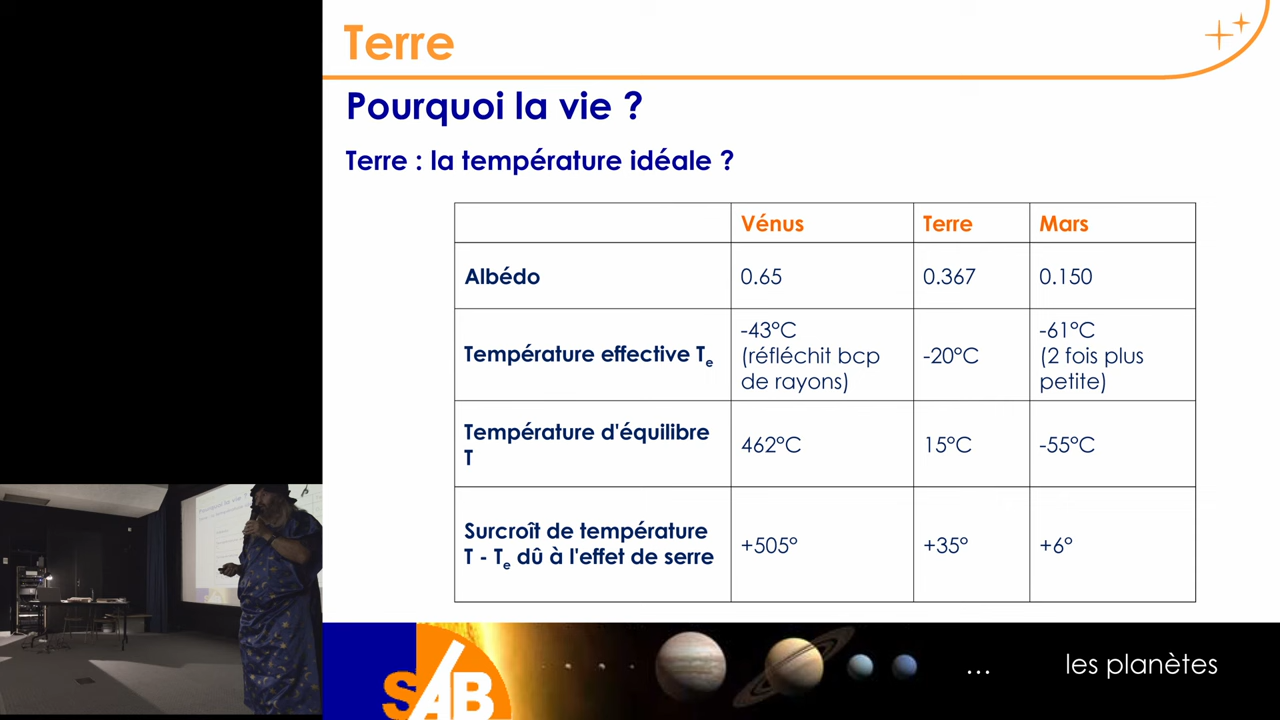 Terre
Pourquoi la vie ?
Terre : la température idéale ?
Vénus Terre Mars
Albédo 0.65 0.367 0.150
Température effective Te -43°C (réfléchit bcp de rayons) -20°C -61°C (2 fois plus petite)
Température d'équilibre T 462°C 15°C -55°C
Surcroît de température T - Te dû à l'effet de serre +505° +35° +6°
SAB
... les planètes